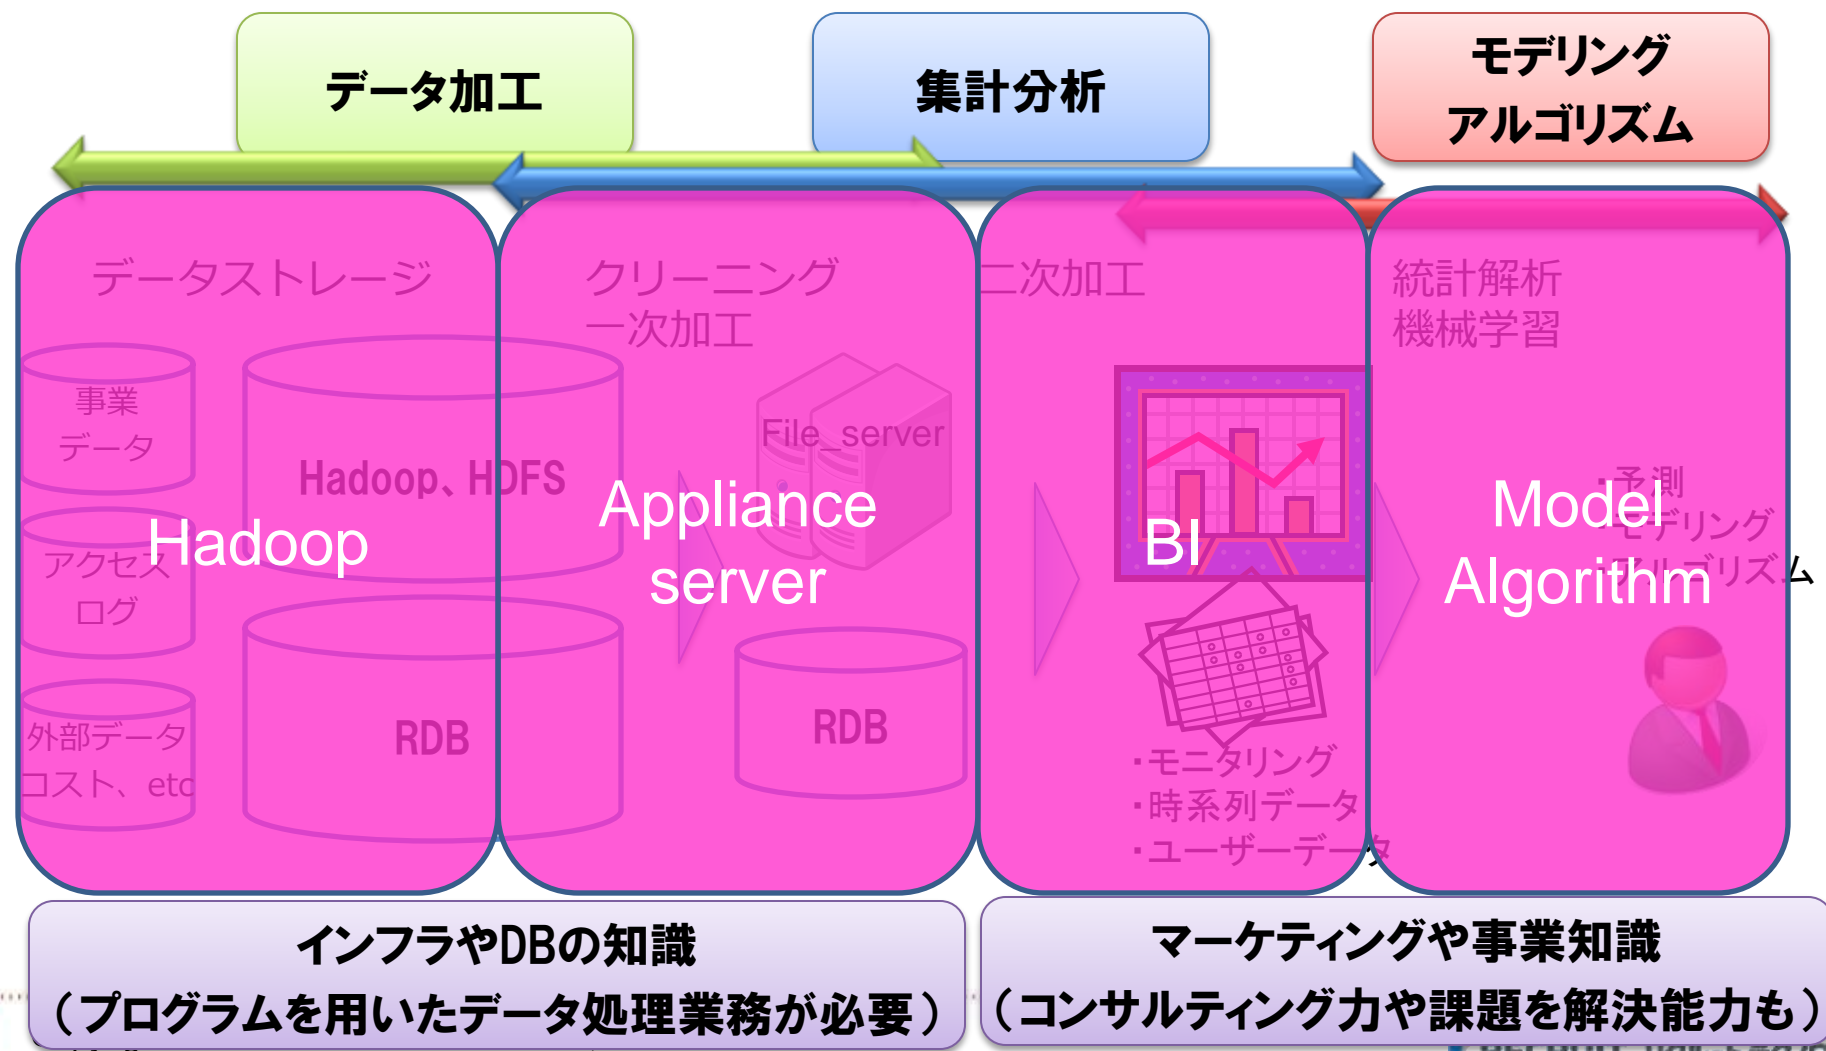 データ加工
集計分析
モデリング
アルゴリズム
データストレージ
クリーニング
一次加工
二次加工
統計解析
機械学習
事業
データ
アクセス
ログ
外部データ
コスト、etc
Hadoop、HDFS
RDB
File_server
RDB
・モニタリング
・時系列データ
・ユーザーデータ
・予測
・モデリング
・アルゴリズム
Hadoop
Appliance
server
BI
Model
Algorithm
インフラやDBの知識
（プログラムを用いたデータ処理業務が必要）
マーケティングや事業知識
（コンサルティング力や課題を解決能力も）